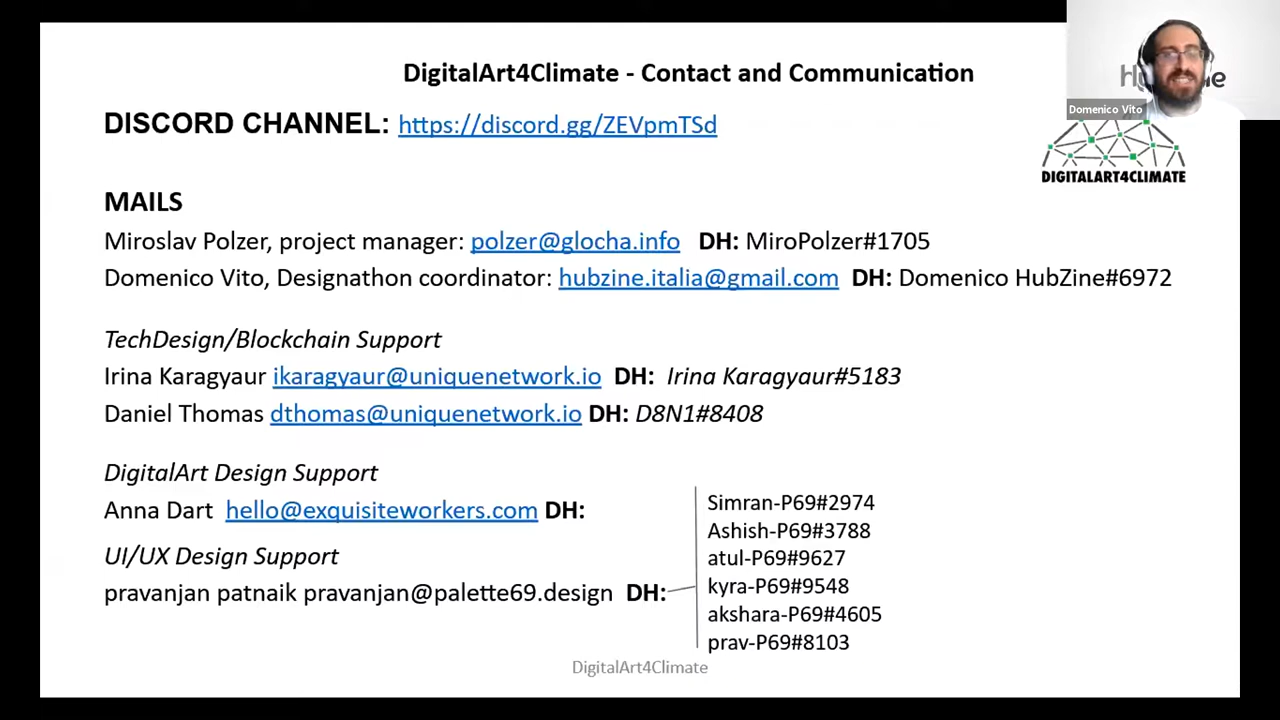 DigitalArt4Climate - Contact and Communication
Domenico Vito
DISCORD CHANNEL: https://discord.gg/ZEVpmTSd
DIGITALART4CLIMATE
MAILS
Miroslav Polzer, project manager: polzer@glocha.info DH: MiroPolzer#1705
Domenico Vito, Designathon coordinator: hubzine.italia@gmail.com DH: Domenico HubZine#6972
TechDesign/Blockchain Support
Irina Karagyaur ikaragyaur@uniquenetwork.io DH: Irina Karagyaur#5183
Daniel Thomas dthomas@uniquenetwork.io DH: D8N1#8408
DigitalArt Design Support
Anna Dart hello@exquisiteworkers.com DH:
UI/UX Design Support
pravanjan patnaik pravanjan@palette69.design DH:
Simran-P69#2974
Ashish-P69#3788
atul-P69#9627
kyra-P69#9548
akshara-P69#4605
prav-P69#8103
DigitalArt4Climate